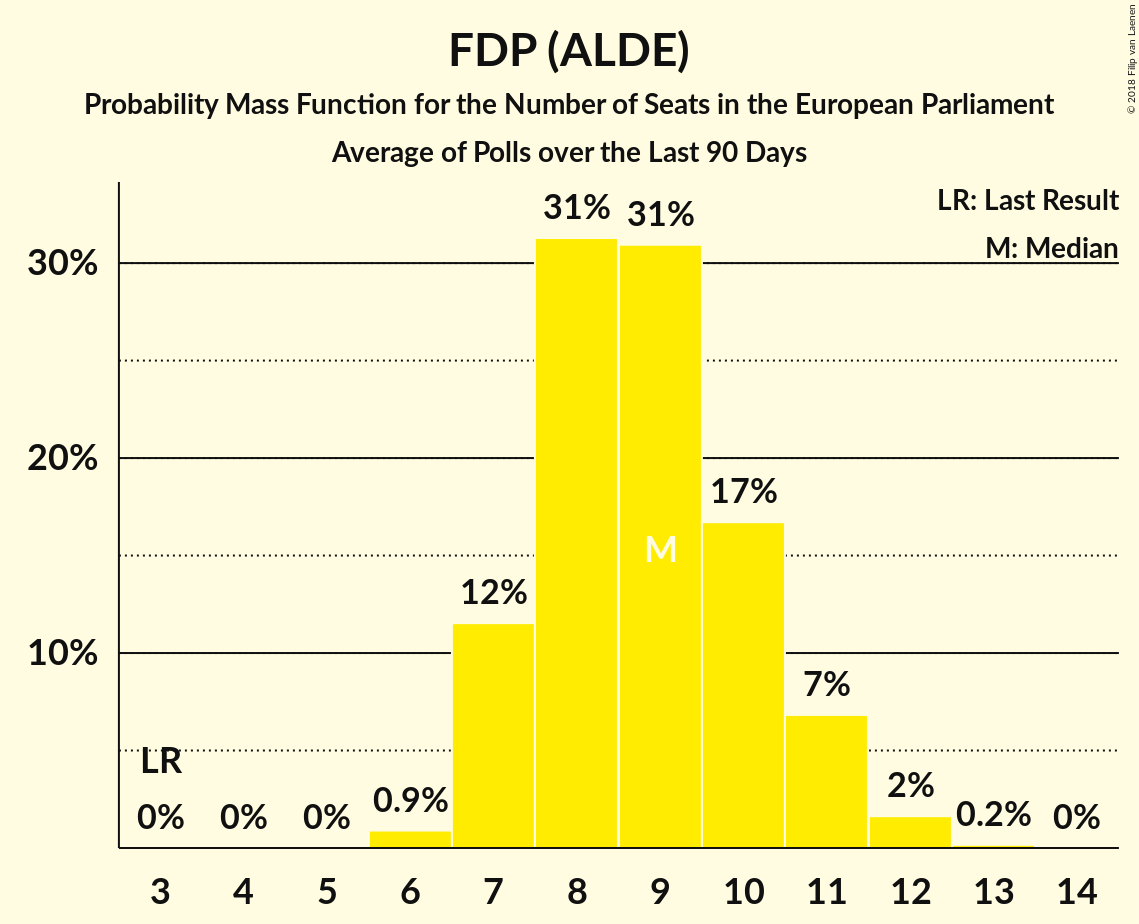 FDP (ALDE)
Probability Mass Function for the Number of Seats in the European Parliament
Average of Polls over the Last 90 Days
© 2018 Filip van Laenen
LR: Last Result
M: Median
30%
20%
10%
LR
0%
0%
0%
0.9%
12%
31%
31%
M
17%
7%
2%
0.2%
0%
3 4 5 6 7 8 9 10 11 12 13 14